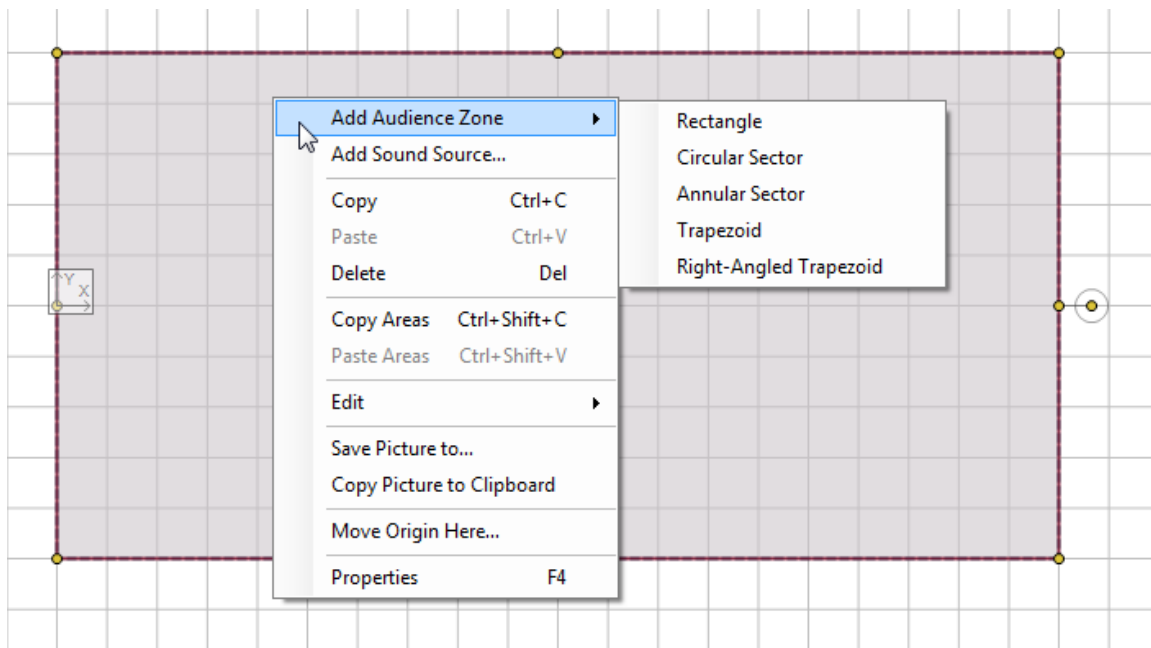 Add Audience Zone
Add Sound Source...
Copy Ctrl+C
Paste Ctrl+V
Delete Del
Copy Areas Ctrl+Shift+C
Paste Areas Ctrl+Shift+V
Edit
Save Picture to...
Copy Picture to Clipboard
Move Origin Here...
Properties F4
Rectangle
Circular Sector
Annular Sector
Trapezoid
Right-Angled Trapezoid
Y
X